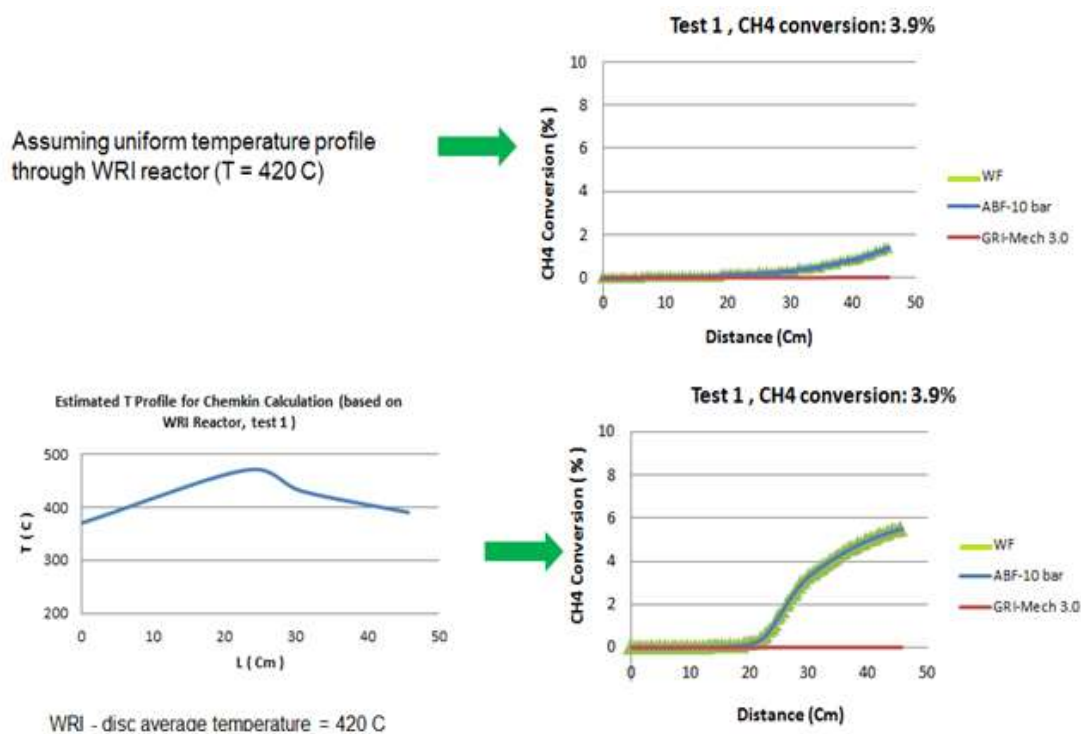 Test 1 , CH4 conversion: 3.9%
Assuming uniform temperature profile
through WRI reactor (T = 420 C)
CH4 Conversion (%)
10
8
6
4
2
0
0 10 20 30 40 50
Distance (Cm)
WF
ABF-10 bar
GRI-Mech 3.0
Estimated T Profile for Chemkin Calculation (based on
WRI Reactor, test 1 )
T ( C )
500
400
300
200
0 10 20 30 40 50
L ( Cm )
WRI - disc average temperature = 420 C
Test 1 , CH4 conversion: 3.9%
CH4 Conversion ( % )
10
8
6
4
2
0
0 10 20 30 40 50
Distance (Cm)
WF
ABF-10 bar
GRI-Mech 3.0